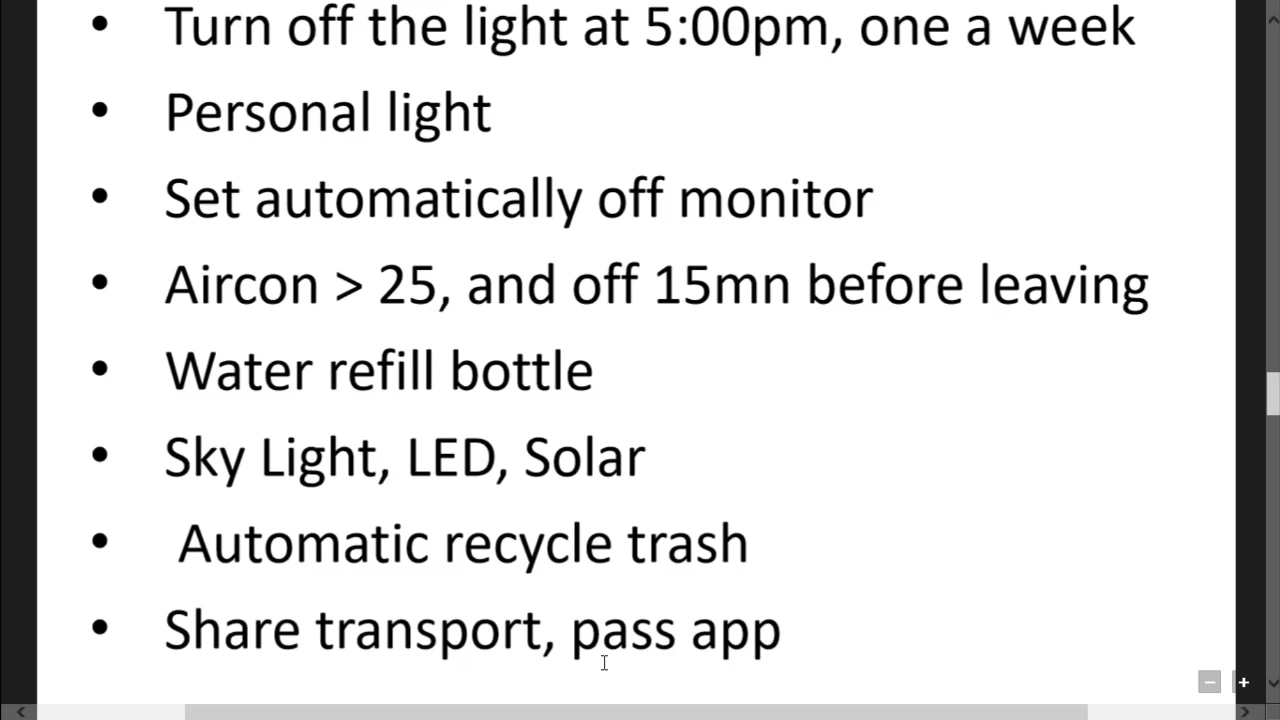 • Turn off the light at 5:00pm, one a week
• Personal light
• Set automatically off monitor
• Aircon > 25, and off 15mn before leaving
• Water refill bottle
• Sky Light, LED, Solar
• Automatic recycle trash
• Share transport, pass app